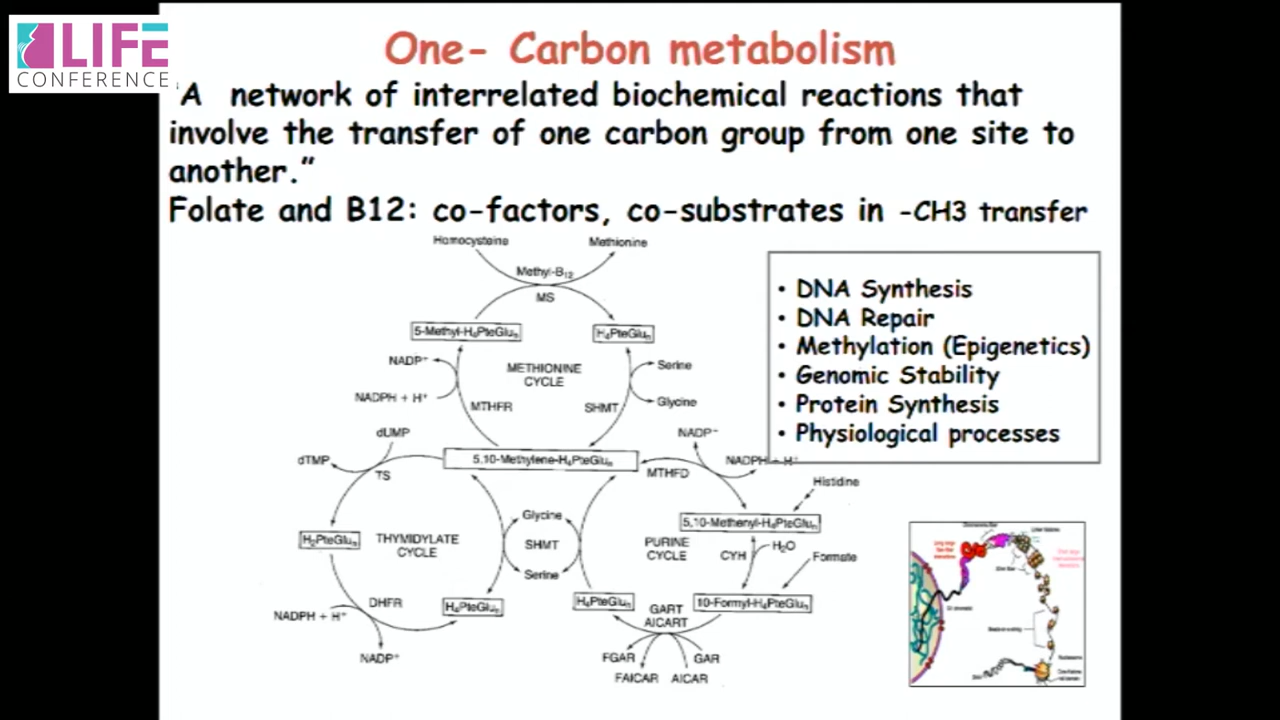 LIFE
CONFERENCE
One- Carbon metabolism
"A network of interrelated biochemical reactions that
involve the transfer of one carbon group from one site to
another.”
Folate and B12: co-factors, co-substrates in -CH3 transfer
Homocysteine
Methionine
Methyl-B₁₂
MS
5-Methyl-H₄PteGluₙ
H₄PteGluₙ
NADP⁺
METHIONINE
CYCLE
Serine
NADPH + H⁺
MTHFR
SHMT
Glycine
• DNA Synthesis
• DNA Repair
• Methylation (Epigenetics)
• Genomic Stability
• Protein Synthesis
• Physiological processes
dUMP
dTMP
TS
5,10-Methylene-H₄PteGluₙ
NADP⁺
MTHFD
NADPH + H⁺
Histidine
5,10-Methenyl-H₄PteGluₙ
H₂PteGluₙ
THYMIDYLATE
CYCLE
Glycine
SHMT
Serine
PURINE
CYCLE
CYH
H₂O
Formate
NADPH + H⁺
DHFR
H₄PteGluₙ
H₄PteGluₙ
GART
AICART
10-Formyl-H₄PteGluₙ
NADP⁺
FGAR
GAR
FAICAR
AICAR